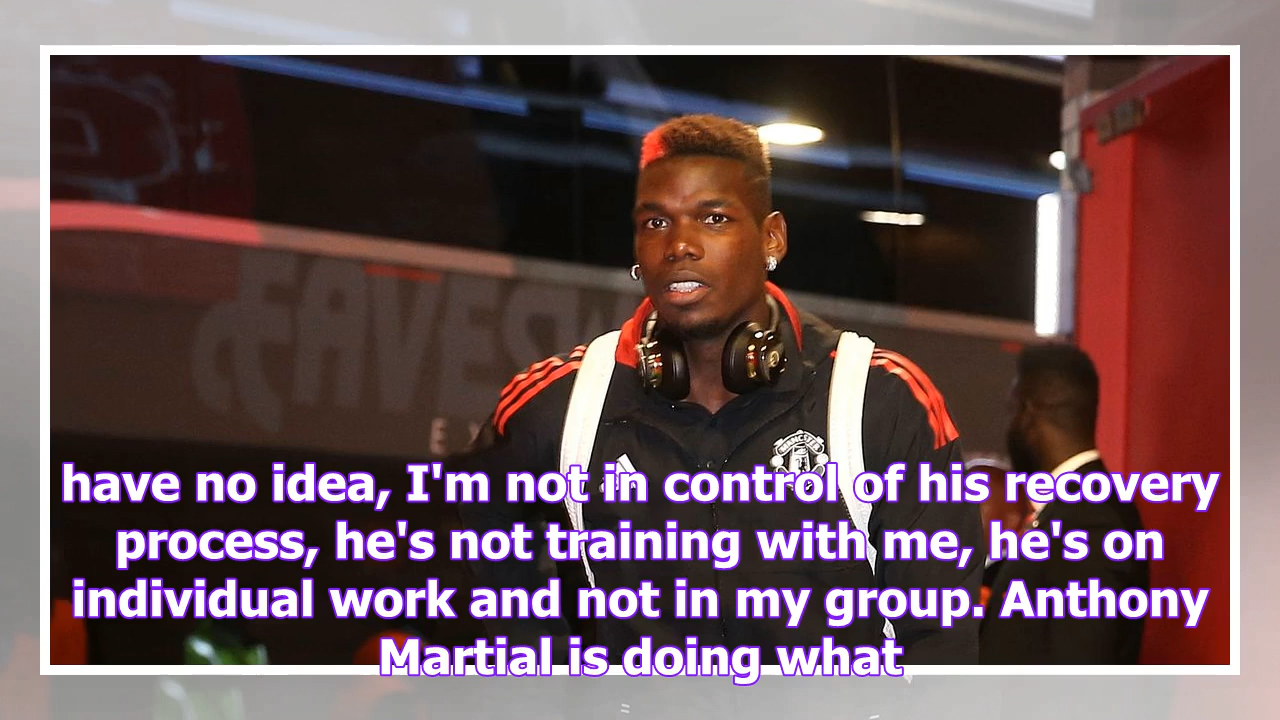 have no idea, I'm not in control of his recovery
process, he's not training with me, he's on
individual work and not in my group. Anthony
Martial is doing what